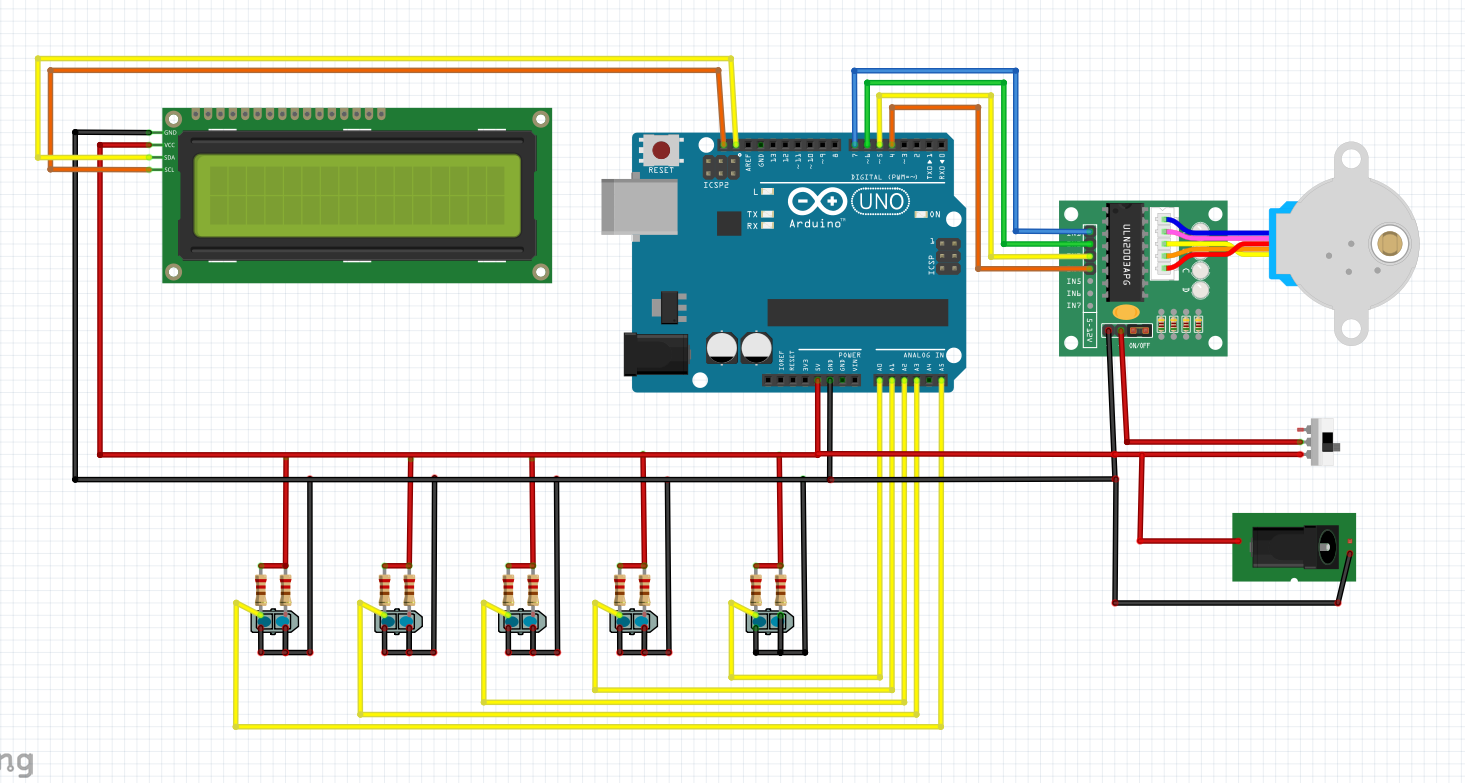 GND
VCC
SDA
SCL
RESET
ICSP2
AREF
GND
13
12
~11
~10
~9
8
7
~6
~5
4
~3
2
TXD▶1
RXD◀0
DIGITAL (PWM=~)
L
TX
RX
UNO
ON
Arduino™
1
ICSP
IOREF
RESET
3V3
5V
GND
GND
VIN
POWER
ANALOG IN
A0
A1
A2
A3
A4
A5
ULN2003APG
C
D
IN5
IN6
IN7
5-12V
ON/OFF
ng